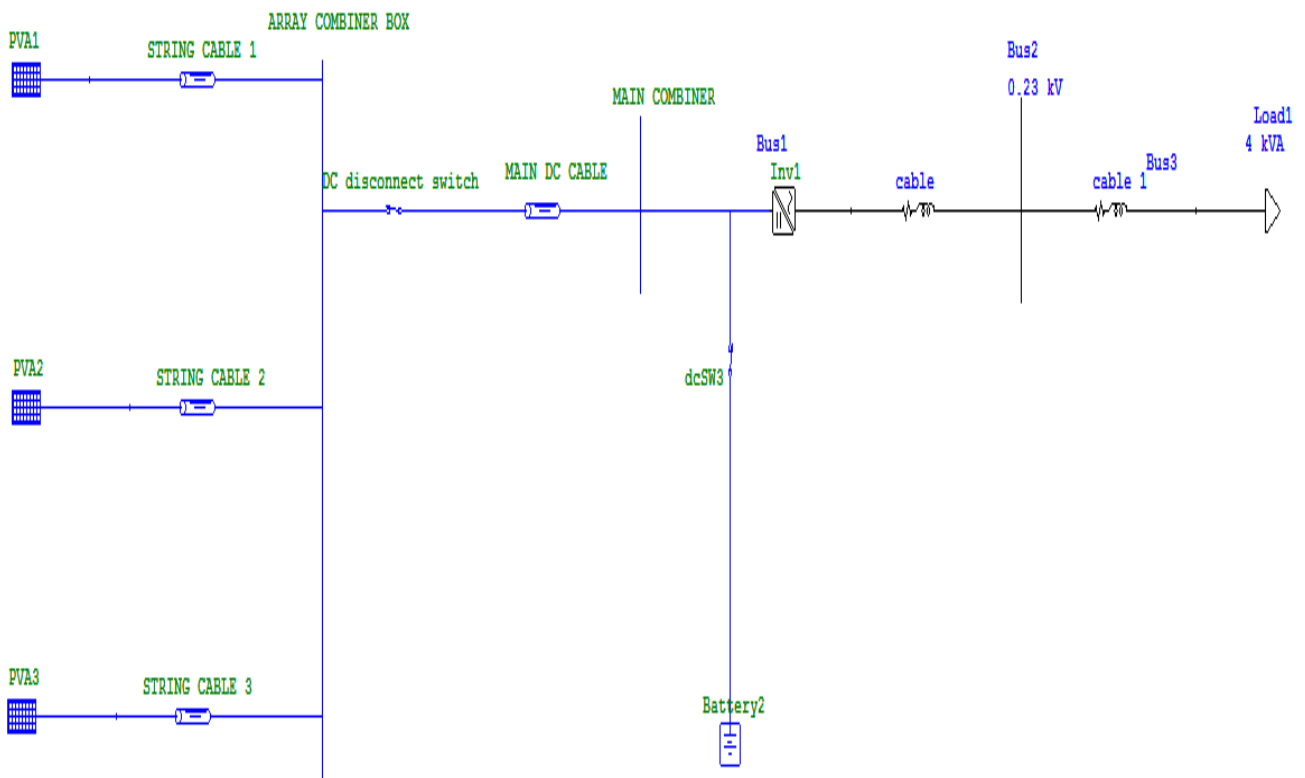 ARRAY COMBINER BOX
PVA1
STRING CABLE 1
Bus2
0.23 kV
MAIN COMBINER
Load1
4 kVA
Bus1
Inv1
Bus3
DC disconnect switch
MAIN DC CABLE
cable
cable 1
PVA2
STRING CABLE 2
dcSW3
PVA3
STRING CABLE 3
Battery2